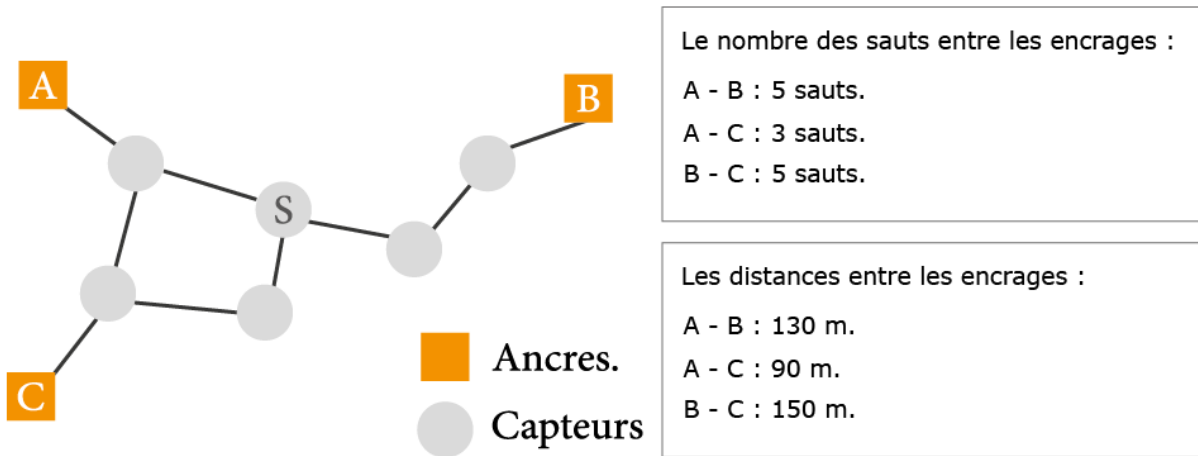 A
B
S
C
Ancres.
Capteurs
Le nombre des sauts entre les encrages :
A - B : 5 sauts.
A - C : 3 sauts.
B - C : 5 sauts.
Les distances entre les encrages :
A - B : 130 m.
A - C : 90 m.
B - C : 150 m.